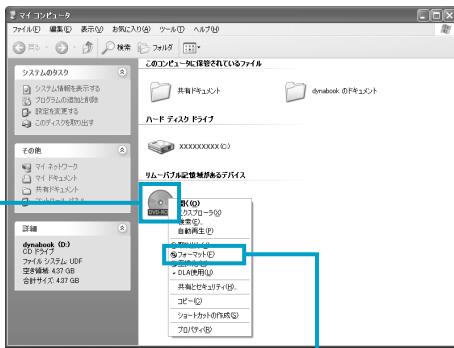 マイ コンピュータ
ファイル(F) 編集(E) 表示(V) お気に入り(A) ツール(T) ヘルプ(H)
戻る 検索 フォルダ
システムのタスク
システム情報を表示する
プログラムの追加と削除
設定を変更する
このディスクを取り出す
その他
マイ ネットワーク
マイ ドキュメント
共有ドキュメント
コントロール パネル
詳細
dynabook (D:)
CD ドライブ
ファイル システム: UDF
空き領域: 4.37 GB
合計サイズ: 4.37 GB
このコンピュータに保管されているファイル
共有ドキュメント
dynabook のドキュメント
ハード ディスク ドライブ
XXXXXXXXX (C:)
リムーバブル記憶域があるデバイス
開く(O)
エクスプローラ(X)
検索(E)...
自動再生(P)
フォーマット(F)
DLA使用(U)
共有とセキュリティ(H)...
コピー(C)
ショートカットの作成(S)
プロパティ(R)